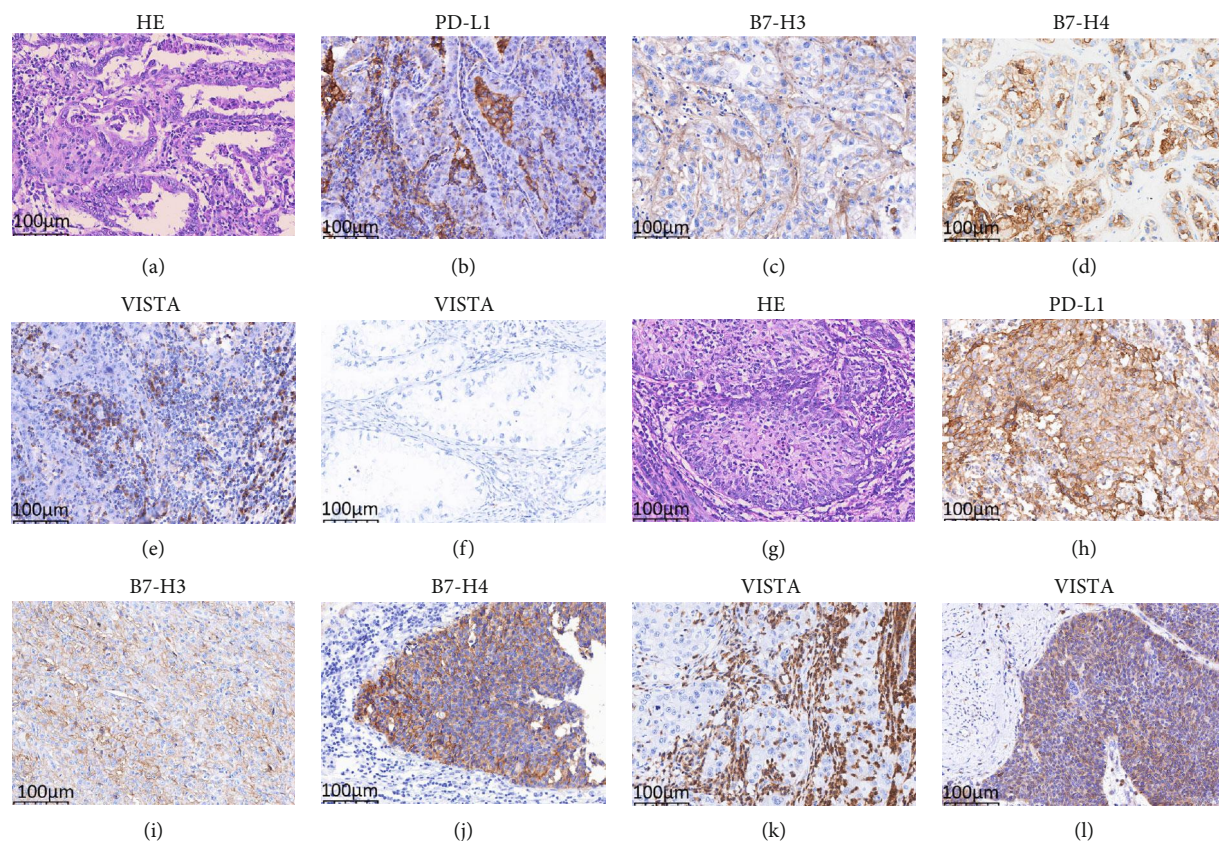 HE
PD-L1
B7-H3
B7-H4
100μm
100μm
100μm
100μm
(a)
(b)
(c)
(d)
VISTA
VISTA
HE
PD-L1
100μm
100μm
100μm
100μm
(e)
(f)
(g)
(h)
B7-H3
B7-H4
VISTA
VISTA
100μm
100μm
100μm
100μm
(i)
(j)
(k)
(l)